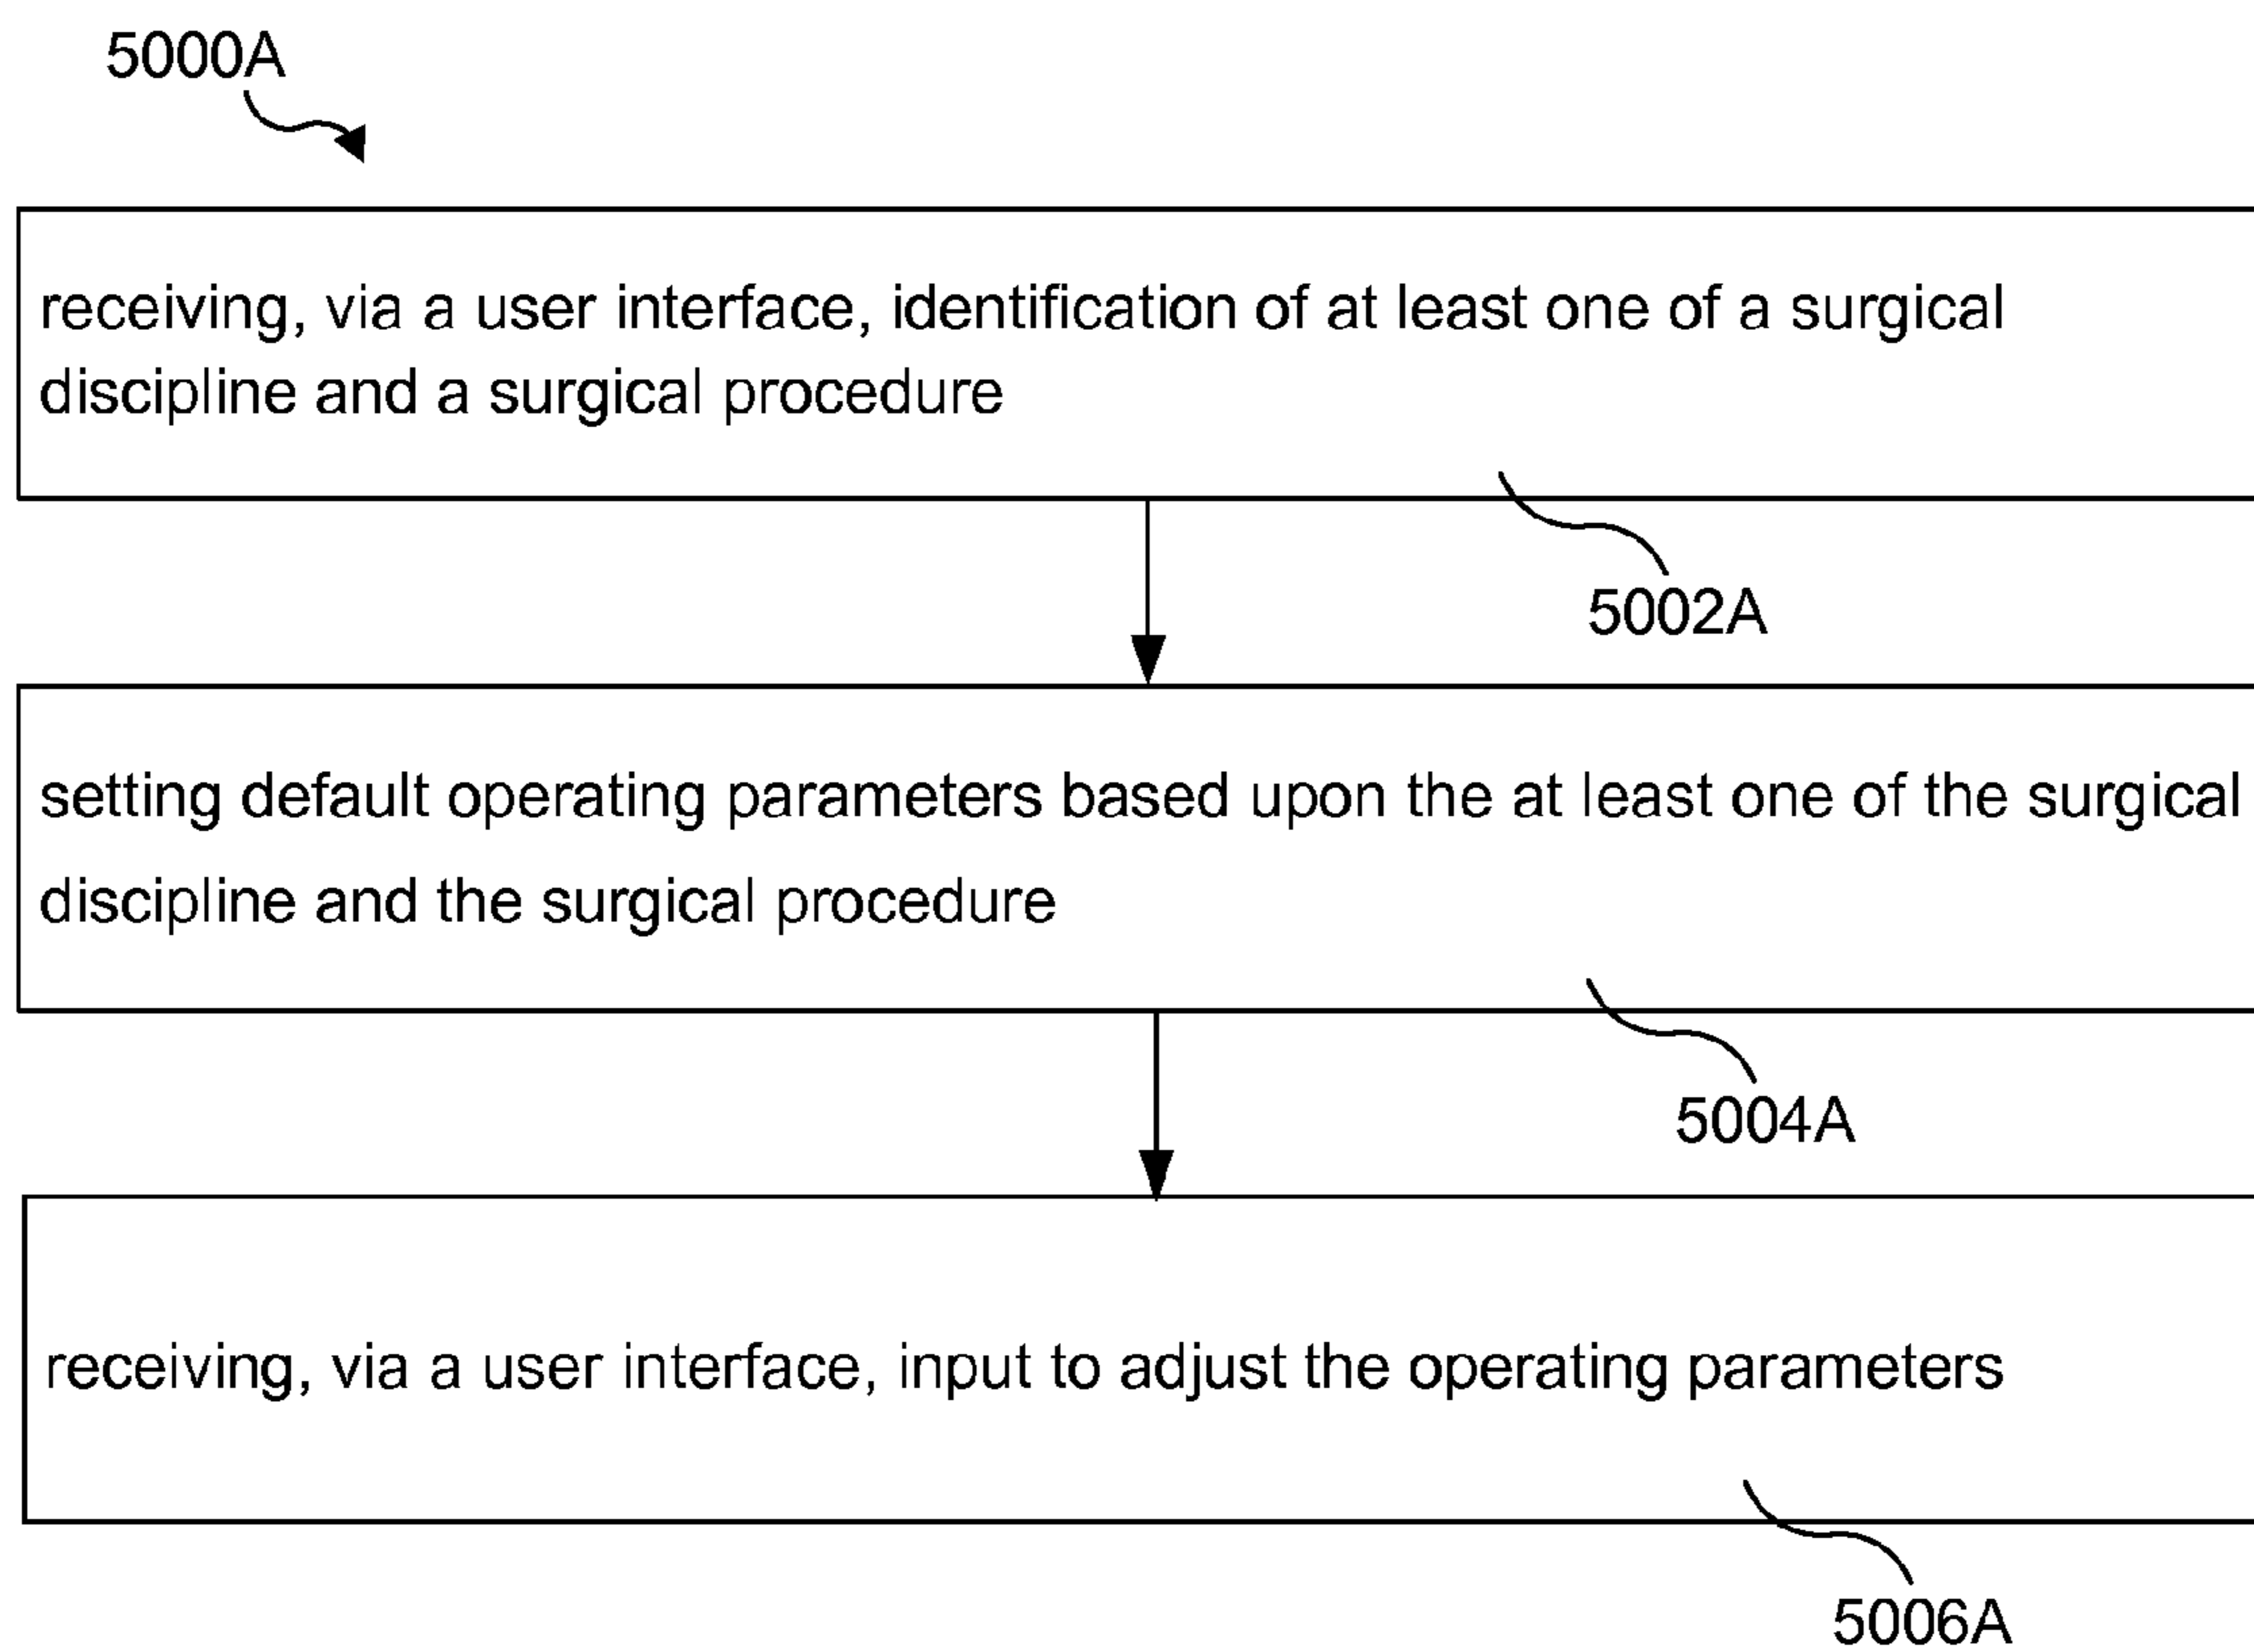 5000A
receiving, via a user interface, identification of at least one of a surgical
discipline and a surgical procedure
5002A
setting default operating parameters based upon the at least one of the surgical
discipline and the surgical procedure
5004A
receiving, via a user interface, input to adjust the operating parameters
5006A